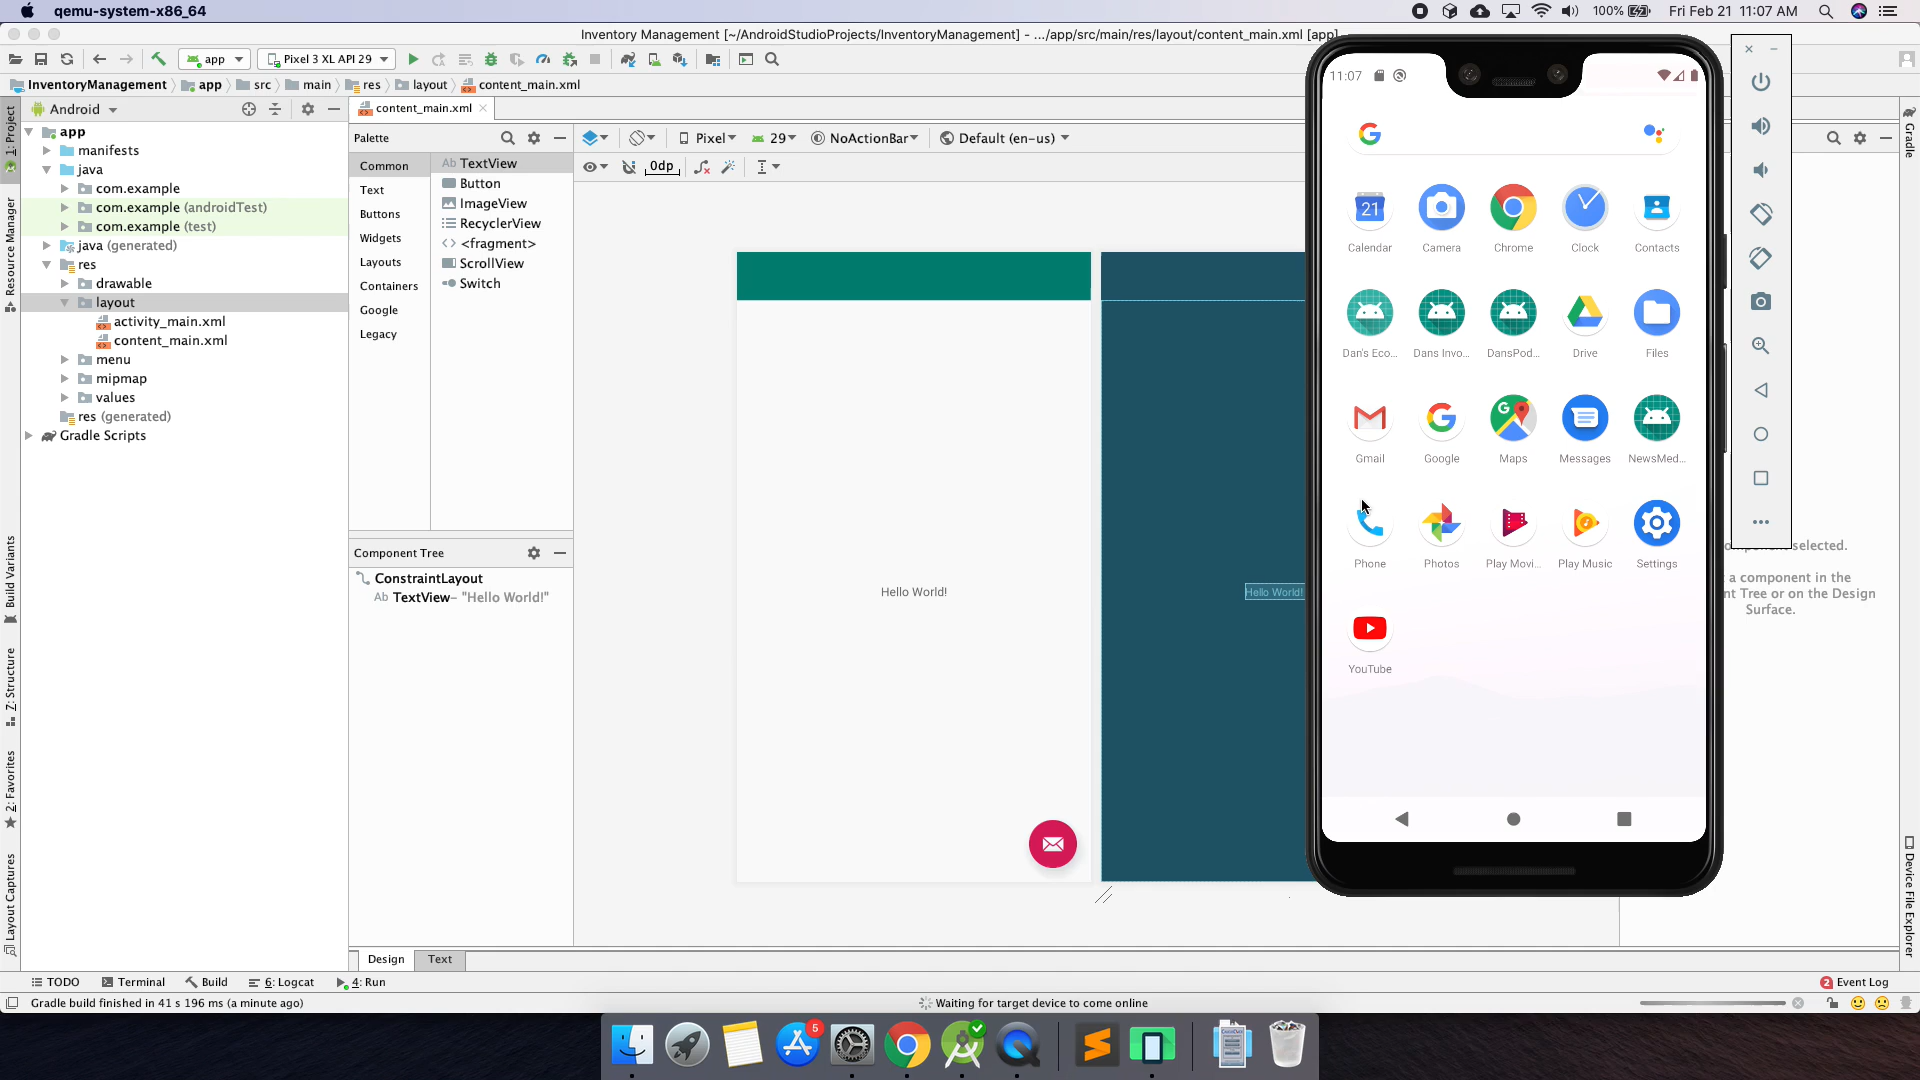 qemu-system-x86_64
100%
Fri Feb 21 11:07 AM
Inventory Management [~/AndroidStudioProjects/InventoryManagement] - .../app/src/main/res/layout/content_main.xml [app]
app
Pixel 3 XL API 29
InventoryManagement
app
src
main
res
layout
content_main.xml
1: Project
Resource Manager
Build Variants
Z: Structure
2: Favorites
Layout Captures
Android
app
manifests
java
com.example
com.example (androidTest)
com.example (test)
java (generated)
res
drawable
layout
activity_main.xml
content_main.xml
menu
mipmap
values
res (generated)
Gradle Scripts
content_main.xml
Palette
Common
Text
Buttons
Widgets
Layouts
Containers
Google
Legacy
Ab TextView
Button
ImageView
RecyclerView
<> <fragment>
ScrollView
Switch
Component Tree
ConstraintLayout
Ab TextView– "Hello World!"
Pixel
29
NoActionBar
Default (en-us)
0dp
Hello World!
Hello World!
11:07
21
Calendar
Camera
Chrome
Clock
Contacts
Dan's Eco...
Dans Invo...
DansPod...
Drive
Files
Gmail
Google
Maps
Messages
NewsMed...
Phone
Photos
Play Movi...
Play Music
Settings
YouTube
selected.
a component in the
nt Tree or on the Design
Surface.
Gradle
Device File Explorer
Design
Text
TODO
Terminal
Build
6: Logcat
4: Run
2 Event Log
Gradle build finished in 41 s 196 ms (a minute ago)
Waiting for target device to come online
5